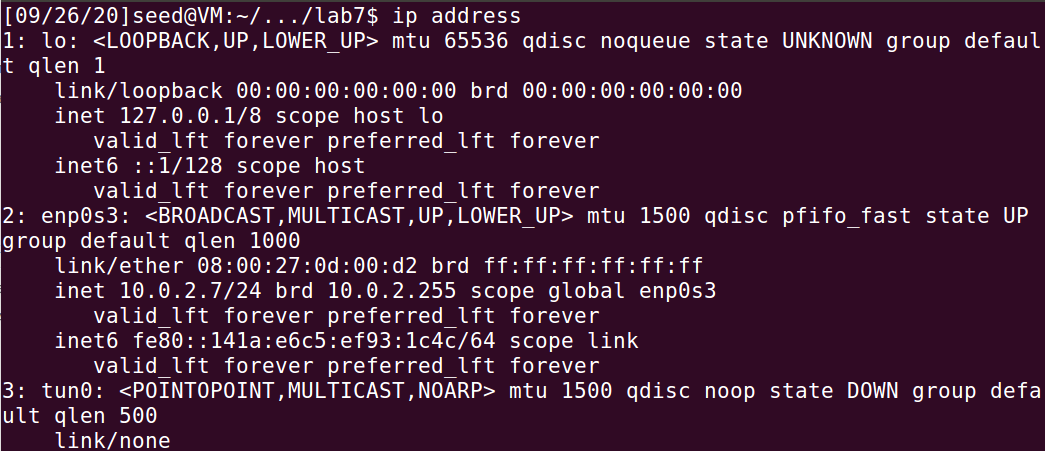 [09/26/20]seed@VM:~/.../lab7$ ip address
1: lo: <LOOPBACK,UP,LOWER_UP> mtu 65536 qdisc noqueue state UNKNOWN group defaul
t qlen 1
    link/loopback 00:00:00:00:00:00 brd 00:00:00:00:00:00
    inet 127.0.0.1/8 scope host lo
       valid_lft forever preferred_lft forever
    inet6 ::1/128 scope host
       valid_lft forever preferred_lft forever
2: enp0s3: <BROADCAST,MULTICAST,UP,LOWER_UP> mtu 1500 qdisc pfifo_fast state UP
group default qlen 1000
    link/ether 08:00:27:0d:00:d2 brd ff:ff:ff:ff:ff:ff
    inet 10.0.2.7/24 brd 10.0.2.255 scope global enp0s3
       valid_lft forever preferred_lft forever
    inet6 fe80::141a:e6c5:ef93:1c4c/64 scope link
       valid_lft forever preferred_lft forever
3: tun0: <POINTOPOINT,MULTICAST,NOARP> mtu 1500 qdisc noop state DOWN group defa
ult qlen 500
    link/none